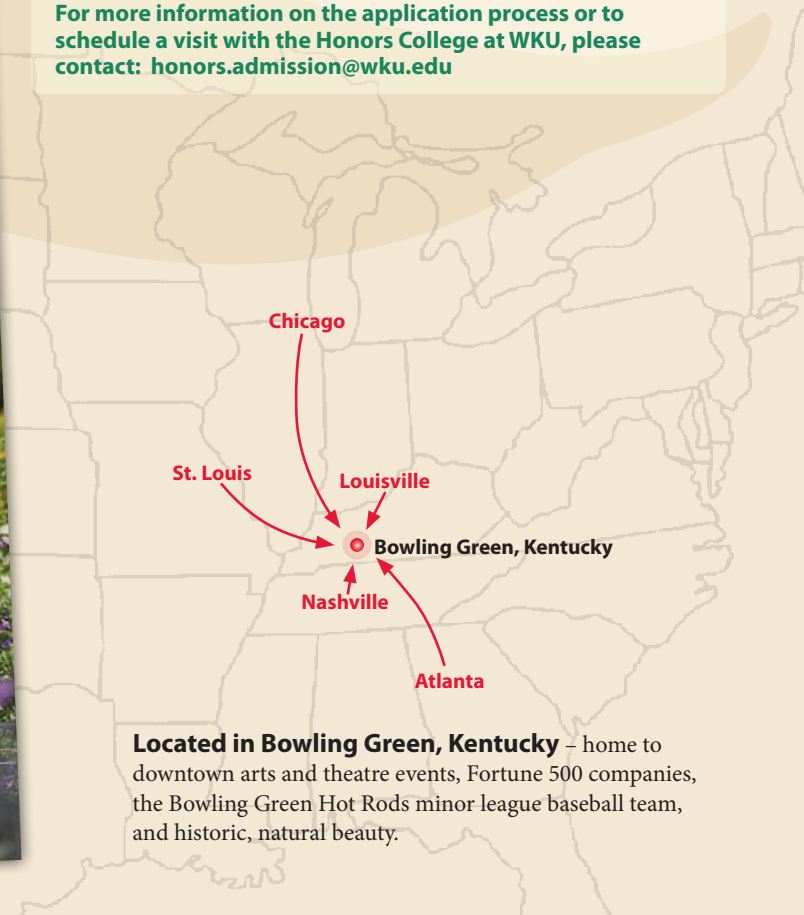 For more information on the application process or to
schedule a visit with the Honors College at WKU, please
contact: honors.admission@wku.edu
Chicago
St. Louis
Louisville
Bowling Green, Kentucky
Nashville
Atlanta
Located in Bowling Green, Kentucky – home to
downtown arts and theatre events, Fortune 500 companies,
the Bowling Green Hot Rods minor league baseball team,
and historic, natural beauty.